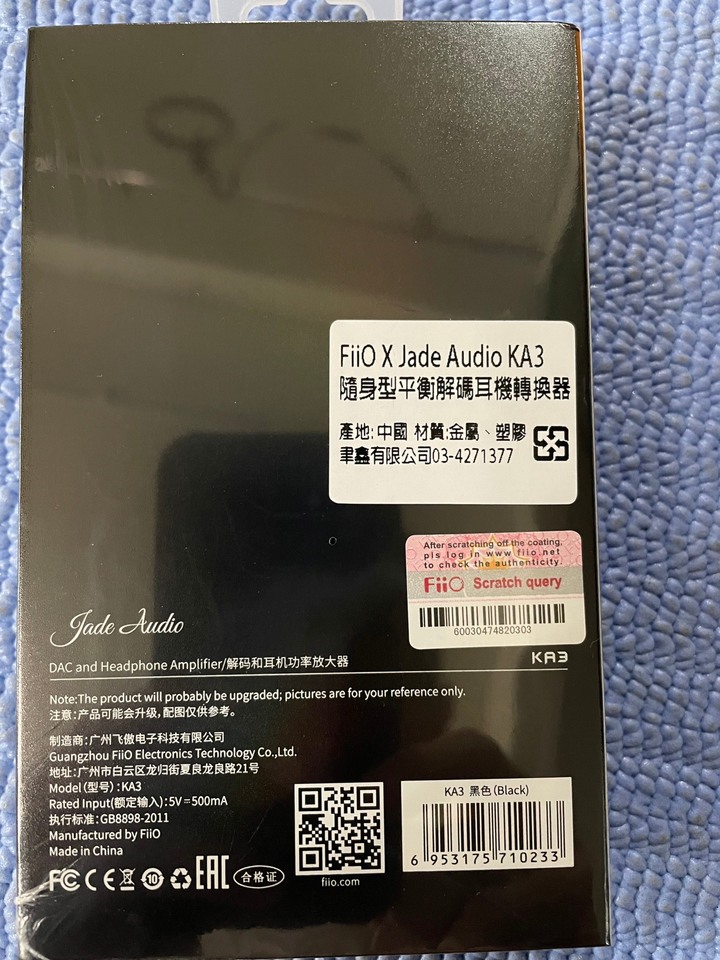 FiiO X Jade Audio KA3
隨身型平衡解碼耳機轉換器
產地:中國 材質:金屬、塑膠
聿鑫有限公司03-4271377
After scratching off the coating,
pls log in www fiio.net
to check the authenticity.
FiiO Scratch query
60030474820303
Jade Audio
DAC and Headphone Amplifier/解码和耳机功率放大器
KA3
Note:The product will probably be upgraded; pictures are for your reference only.
注意:产品可能会升级,配图仅供参考。
制造商:广州飞傲电子科技有限公司
Guangzhou FiiO Electronics Technology Co.,Ltd.
地址:广州市白云区龙归街夏良龙良路21号
Model (型号):KA3
Rated Input(额定输入):5V⎓500mA
执行标准:GB8898-2011
Manufactured by FiiO
Made in China
FC CE 10 EAC 合格证
fiio.com
KA3 黑色(Black)
6 953175 710233